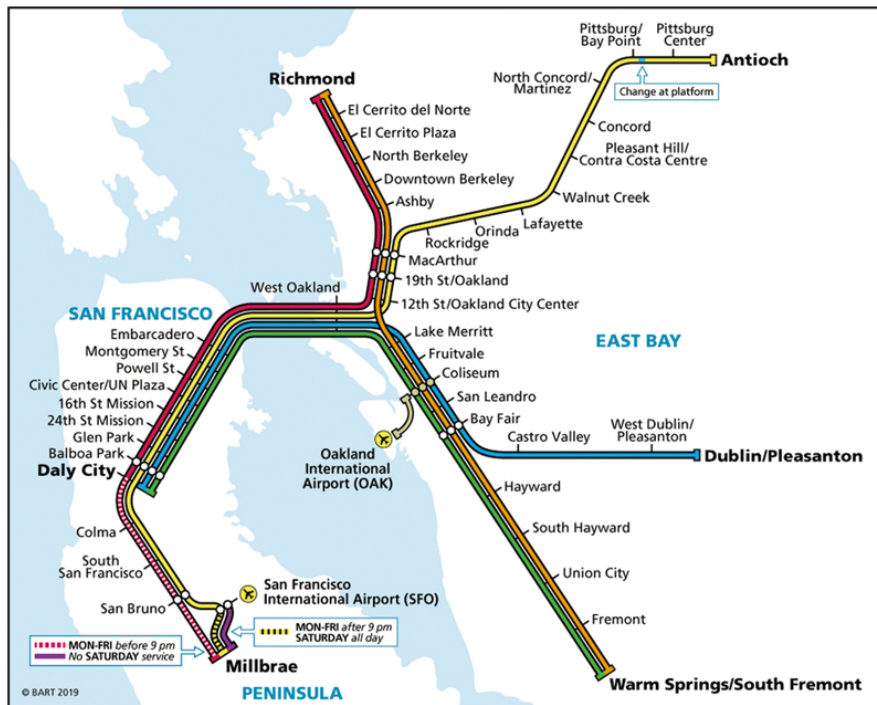 Richmond
El Cerrito del Norte
El Cerrito Plaza
North Berkeley
Downtown Berkeley
Ashby
MacArthur
19th St/Oakland
12th St/Oakland City Center
Pittsburg/
Bay Point
Pittsburg
Center
Antioch
Change at platform
North Concord/
Martinez
Concord
Pleasant Hill/
Contra Costa Centre
Walnut Creek
Lafayette
Orinda
Rockridge
West Oakland
SAN FRANCISCO
Embarcadero
Montgomery St
Powell St
Civic Center/UN Plaza
16th St Mission
24th St Mission
Glen Park
Balboa Park
Daly City
Colma
South
San Francisco
San Bruno
San Francisco
International Airport (SFO)
MON-FRI after 9 pm
SATURDAY all day
MON-FRI before 9 pm
No SATURDAY service
Millbrae
PENINSULA
EAST BAY
Lake Merritt
Fruitvale
Coliseum
San Leandro
Bay Fair
Oakland
International
Airport (OAK)
Castro Valley
West Dublin/
Pleasanton
Dublin/Pleasanton
Hayward
South Hayward
Union City
Fremont
Warm Springs/South Fremont
© BART 2019